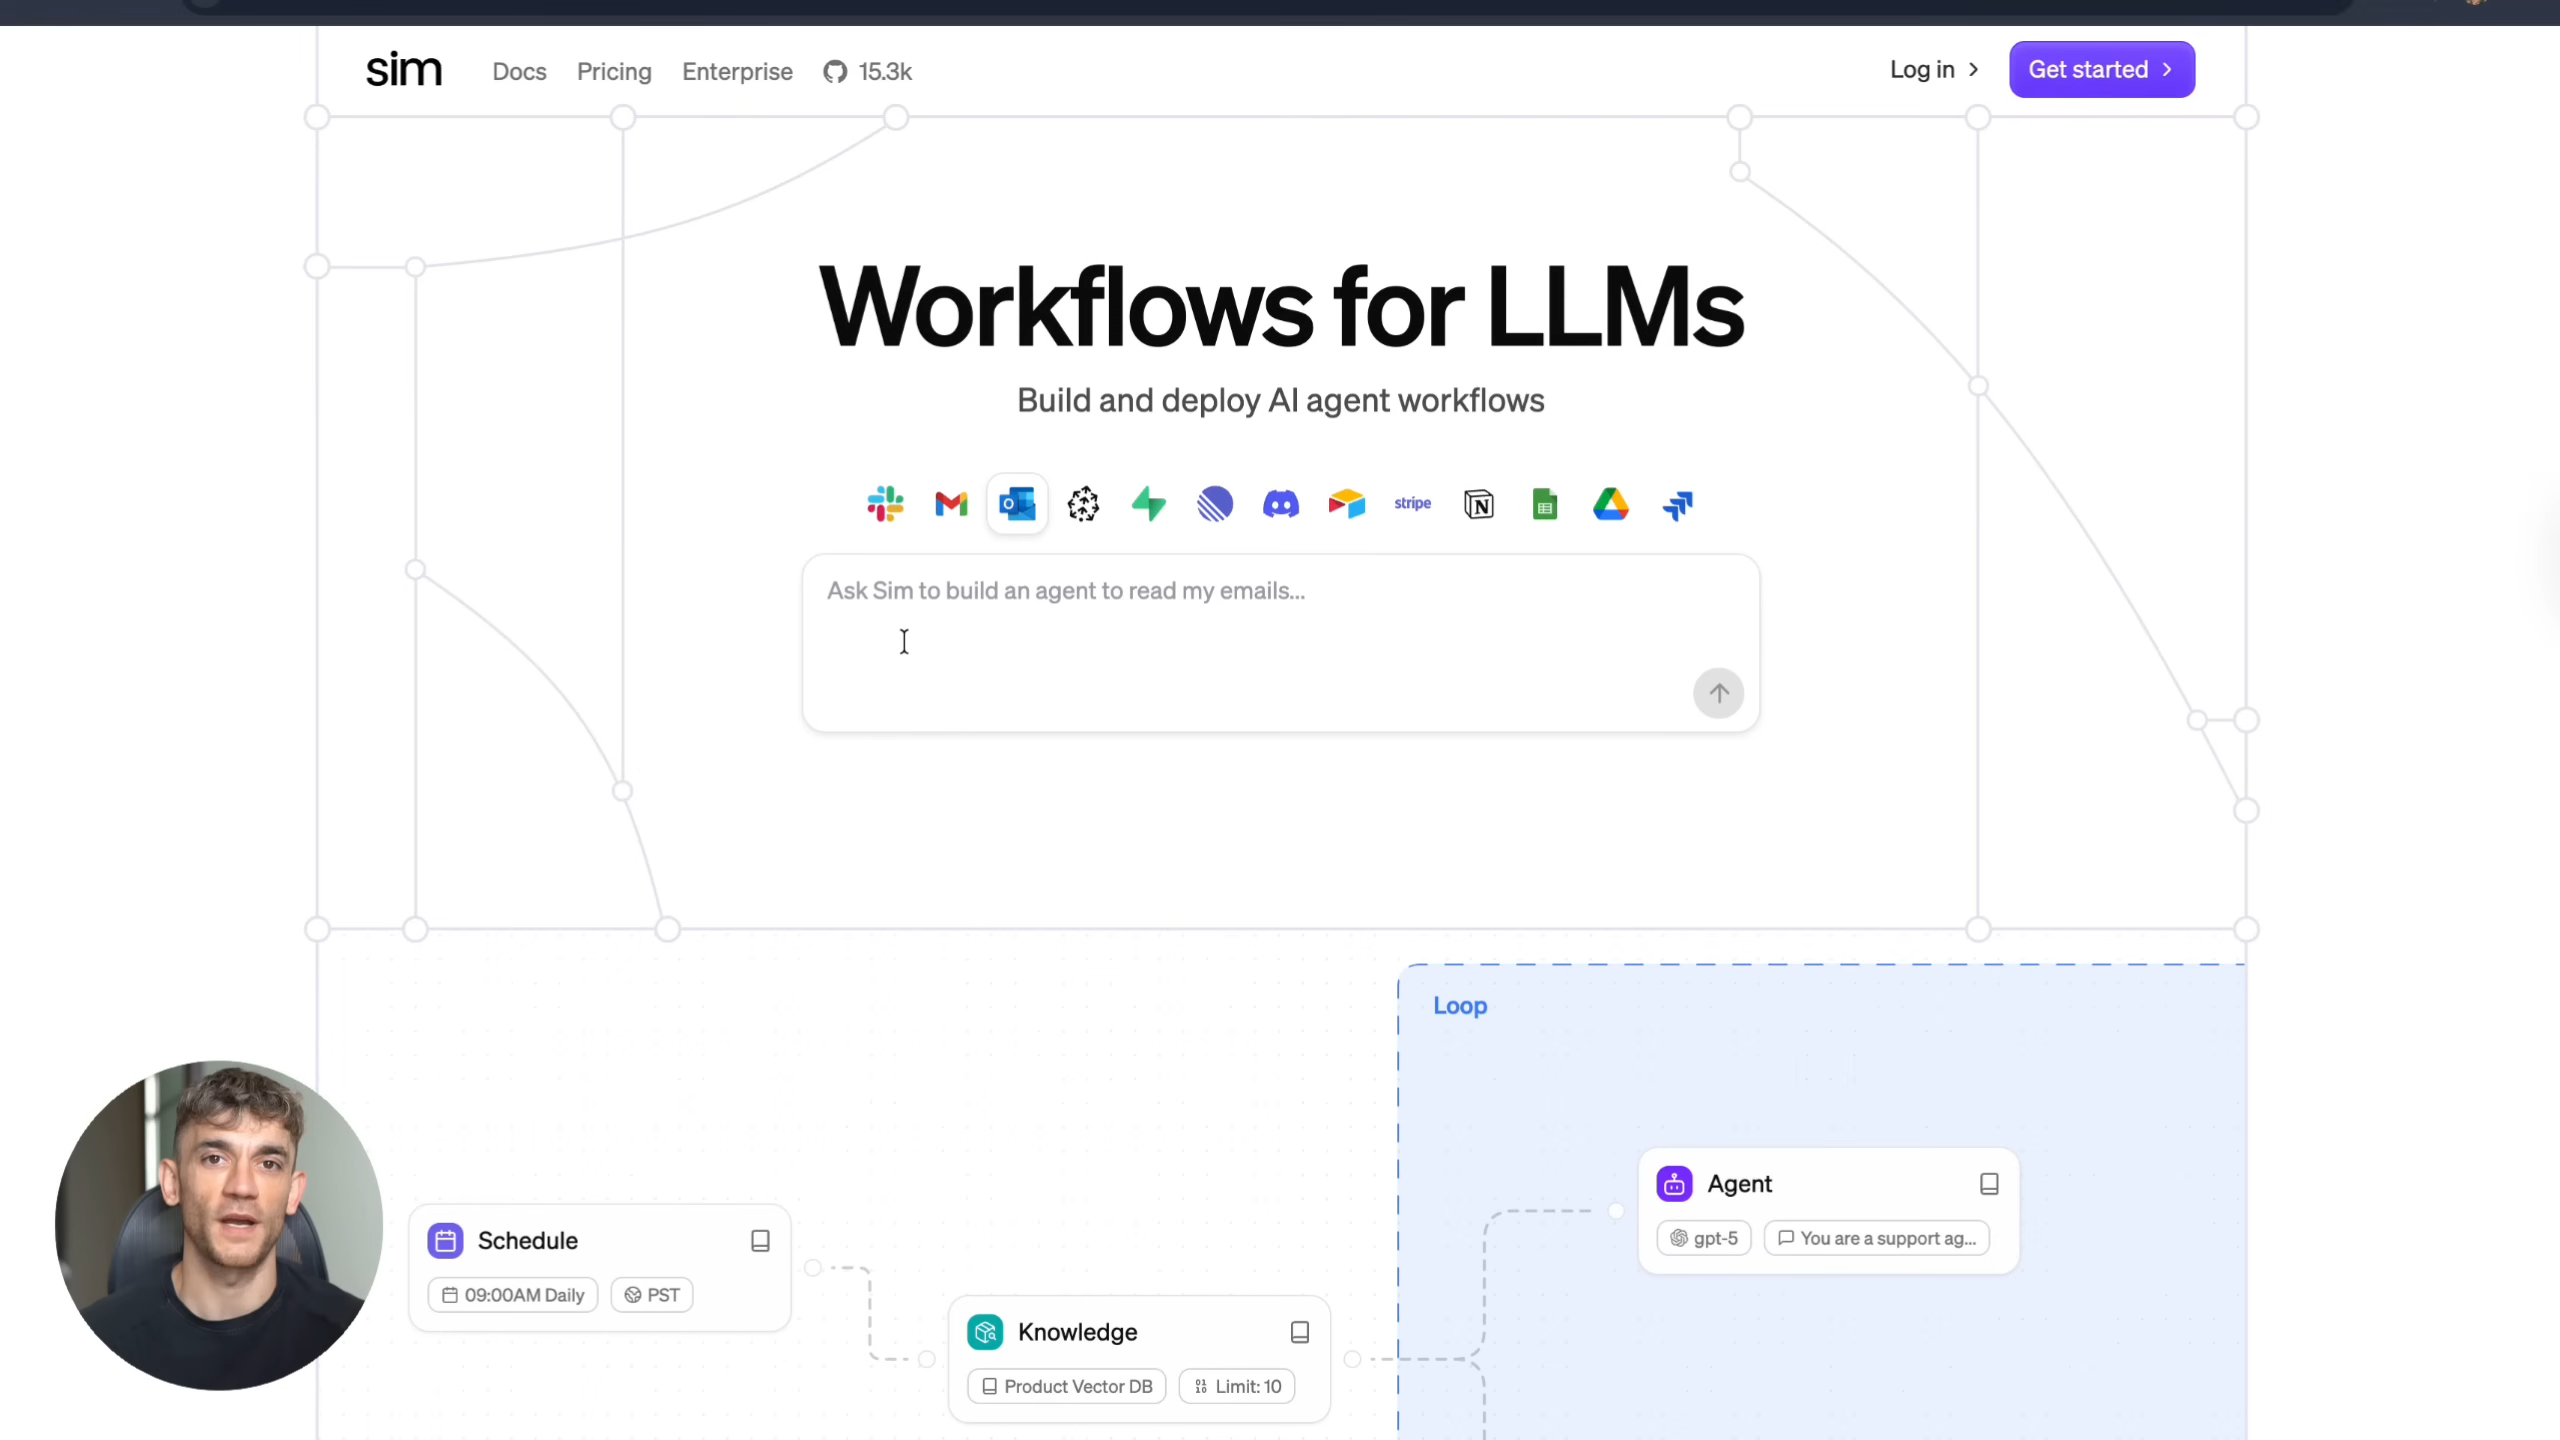 sim Docs Pricing Enterprise 15.3k Log in Get started
Workflows for LLMs
Build and deploy AI agent workflows
stripe
Ask Sim to build an agent to read my emails...
Loop
Agent
gpt-5 You are a support ag...
Schedule
09:00AM Daily PST
Knowledge
Product Vector DB Limit: 10